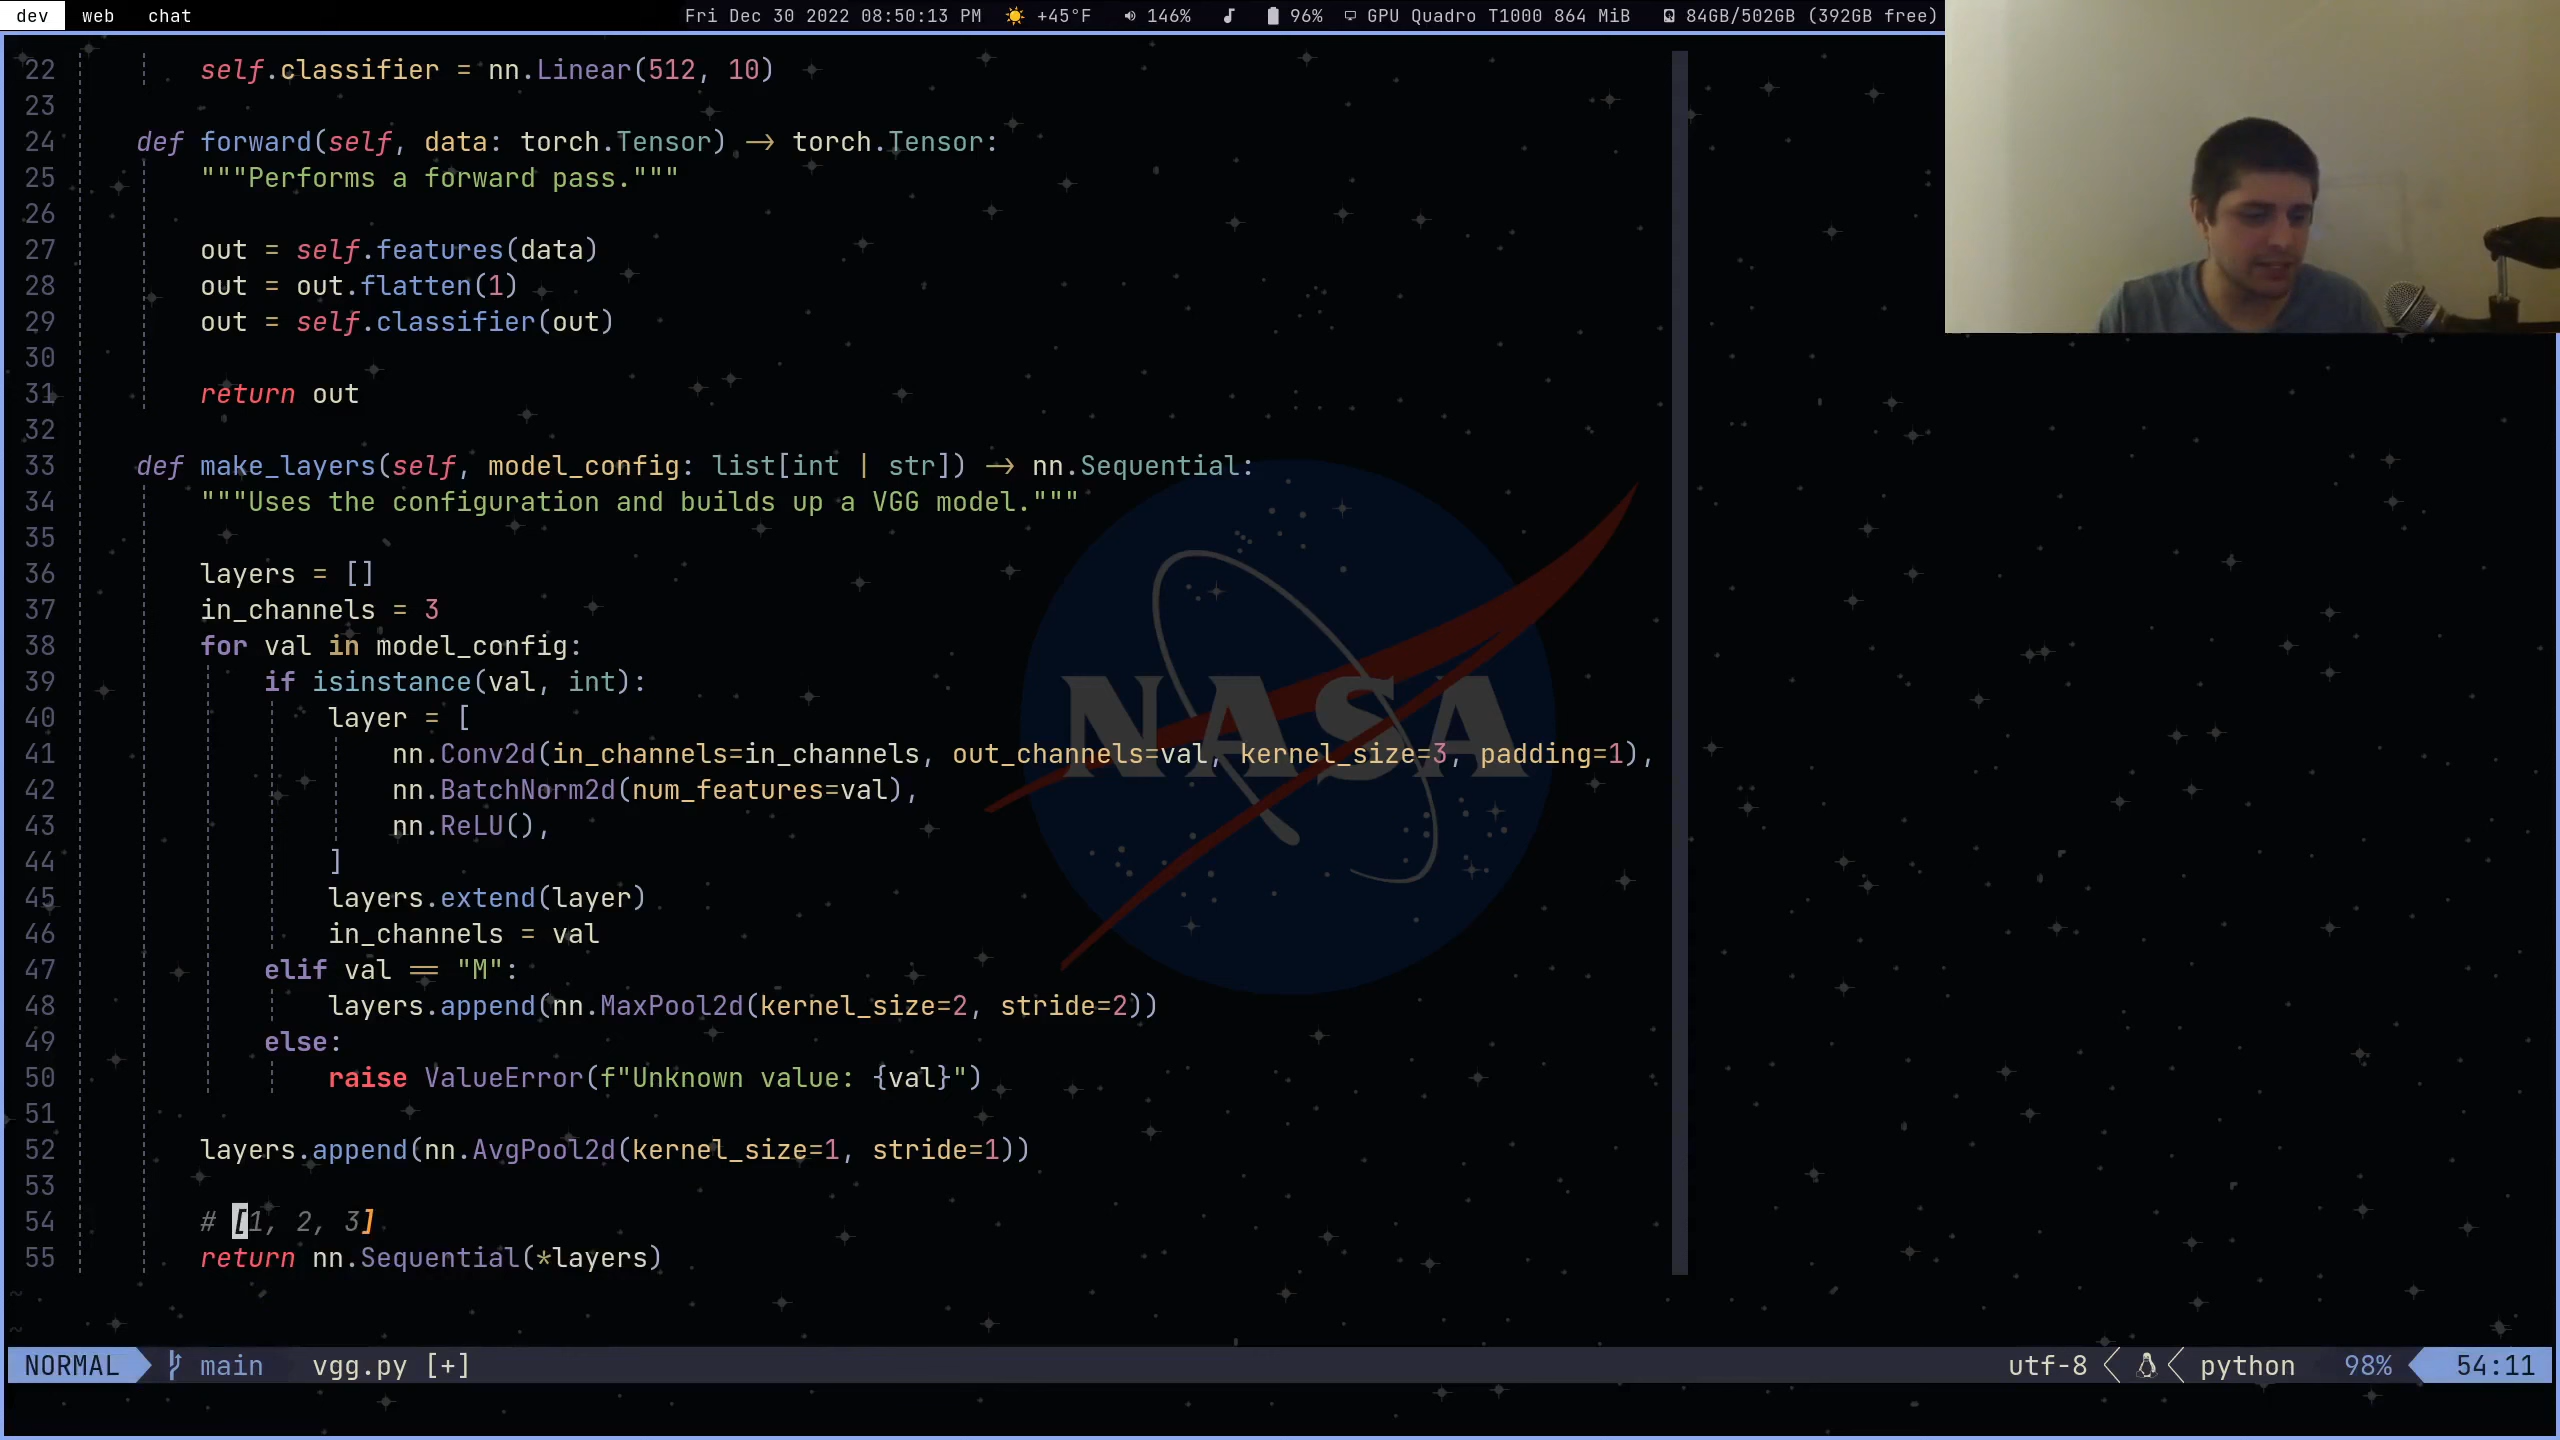 dev web chat Fri Dec 30 2022 08:50:13 PM +45°F 146% 96% GPU Quadro T1000 864 MiB 84GB/502GB (392GB free)
22 self.classifier = nn.Linear(512, 10)
23
24 def forward(self, data: torch.Tensor) -> torch.Tensor:
25 """Performs a forward pass."""
26
27 out = self.features(data)
28 out = out.flatten(1)
29 out = self.classifier(out)
30
31 return out
32
33 def make_layers(self, model_config: list[int | str]) -> nn.Sequential:
34 """Uses the configuration and builds up a VGG model."""
35
36 layers = []
37 in_channels = 3
38 for val in model_config:
39 if isinstance(val, int):
40 layer = [
41 nn.Conv2d(in_channels=in_channels, out_channels=val, kernel_size=3, padding=1),
42 nn.BatchNorm2d(num_features=val),
43 nn.ReLU(),
44 ]
45 layers.extend(layer)
46 in_channels = val
47 elif val == "M":
48 layers.append(nn.MaxPool2d(kernel_size=2, stride=2))
49 else:
50 raise ValueError(f"Unknown value: {val}")
51
52 layers.append(nn.AvgPool2d(kernel_size=1, stride=1))
53
54 # [1, 2, 3]
55 return nn.Sequential(*layers)
~
~
NASA
NORMAL main vgg.py [+] utf-8 python 98% 54:11